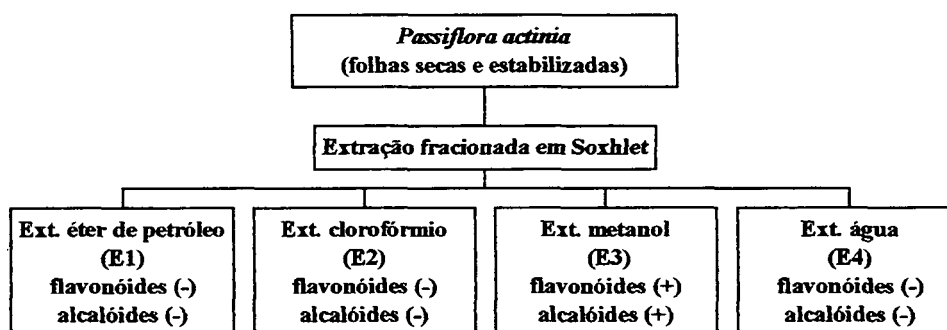 Passiflora actinia
(folhas secas e estabilizadas)
Extração fracionada em Soxhlet
Ext. éter de petróleo
(E1)
flavonóides (-)
alcalóides (-)
Ext. clorofórmio
(E2)
flavonóides (-)
alcalóides (-)
Ext. metanol
(E3)
flavonóides (+)
alcalóides (+)
Ext. água
(E4)
flavonóides (-)
alcalóides (-)